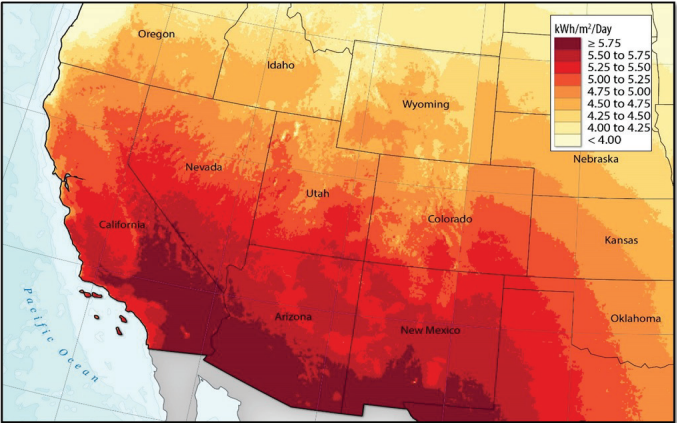 kWh/m²/Day
≥ 5.75
5.50 to 5.75
5.25 to 5.50
5.00 to 5.25
4.75 to 5.00
4.50 to 4.75
4.25 to 4.50
4.00 to 4.25
< 4.00
Oregon
Idaho
Wyoming
Nebraska
Nevada
Utah
Colorado
California
Kansas
Arizona
New Mexico
Oklahoma
Pacific Ocean